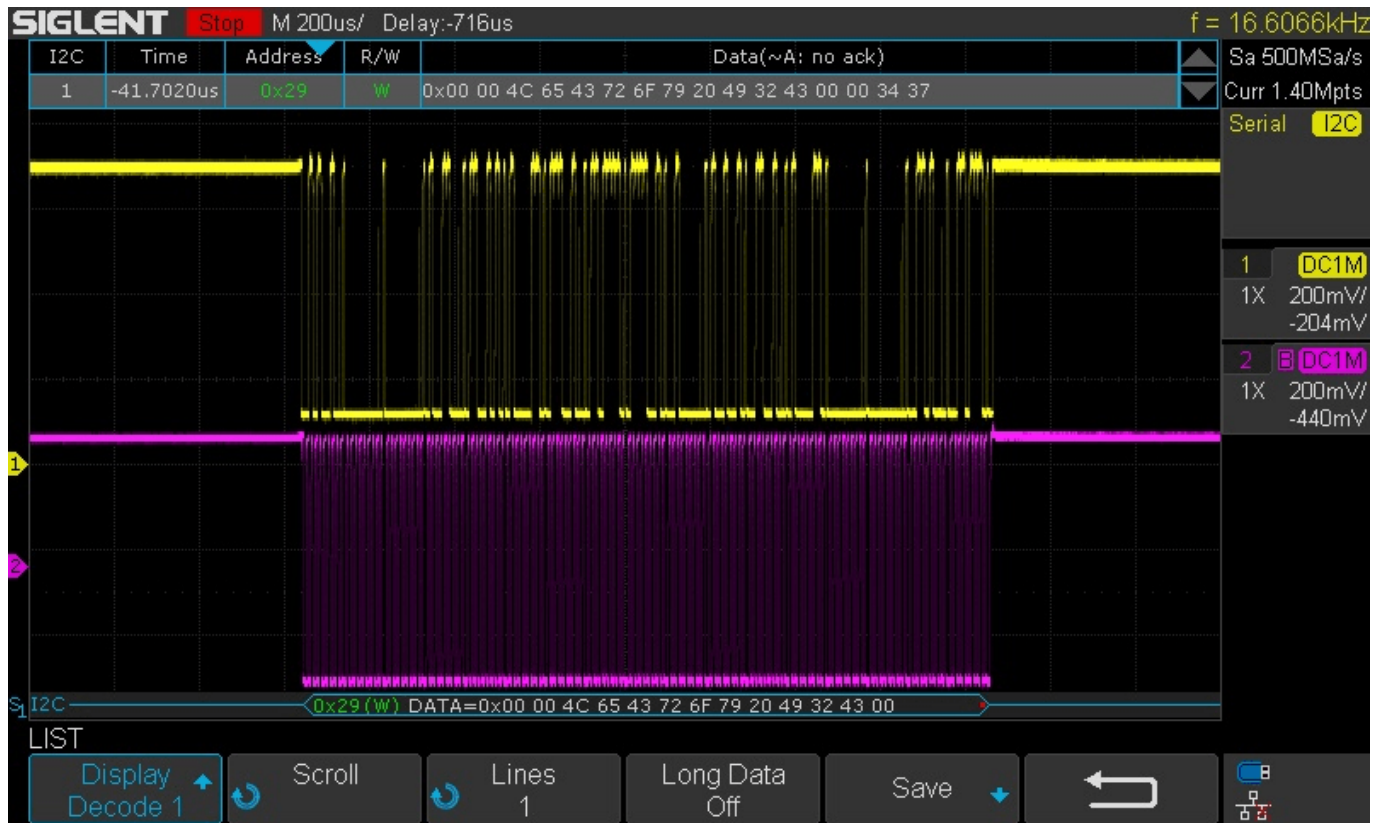 SIGLENT Stop M 200us/ Delay:-716us f = 16.6066kHz
I2C Time Address R/W Data(~A: no ack) Sa 500MSa/s
1 -41.7020us 0x29 W 0x00 00 4C 65 43 72 6F 79 20 49 32 43 00 00 34 37 Curr 1.40Mpts
Serial I2C
1 DC1M
1X 200mV/
-204mV
2 B DC1M
1X 200mV/
-440mV
1
2
S1 I2C 0x29(W) DATA=0x00 00 4C 65 43 72 6F 79 20 49 32 43 00
LIST
Display Scroll Lines Long Data Save
Decode 1 1 Off